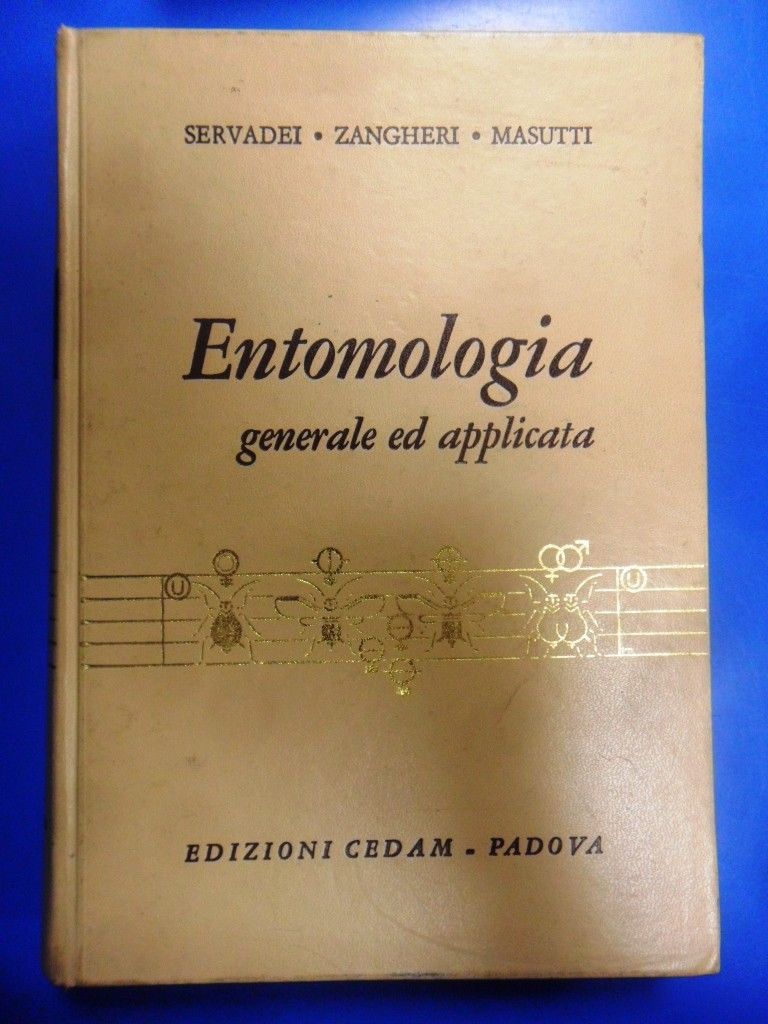 SERVADEI • ZANGHERI • MASUTTI
Entomologia
generale ed applicata
U U
EDIZIONI CEDAM - PADOVA